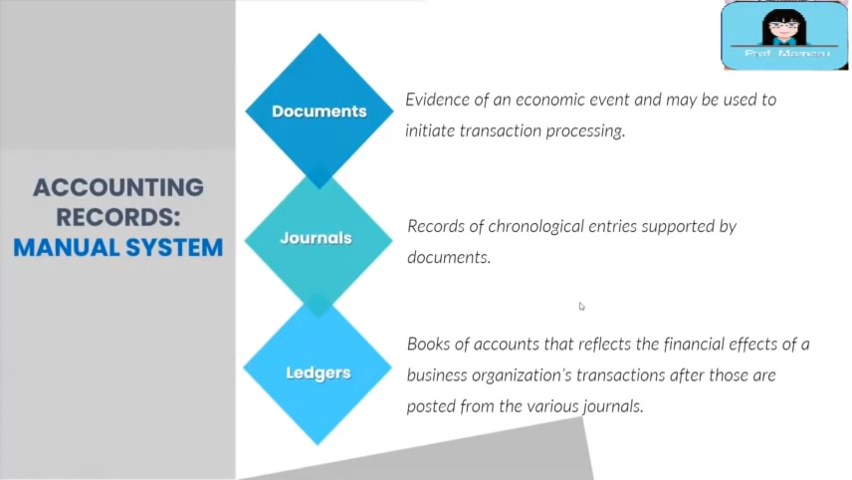 ACCOUNTING
RECORDS:
MANUAL SYSTEM
Documents
Evidence of an economic event and may be used to
initiate transaction processing.
Journals
Records of chronological entries supported by
documents.
Ledgers
Books of accounts that reflects the financial effects of a
business organization's transactions after those are
posted from the various journals.
Prof.